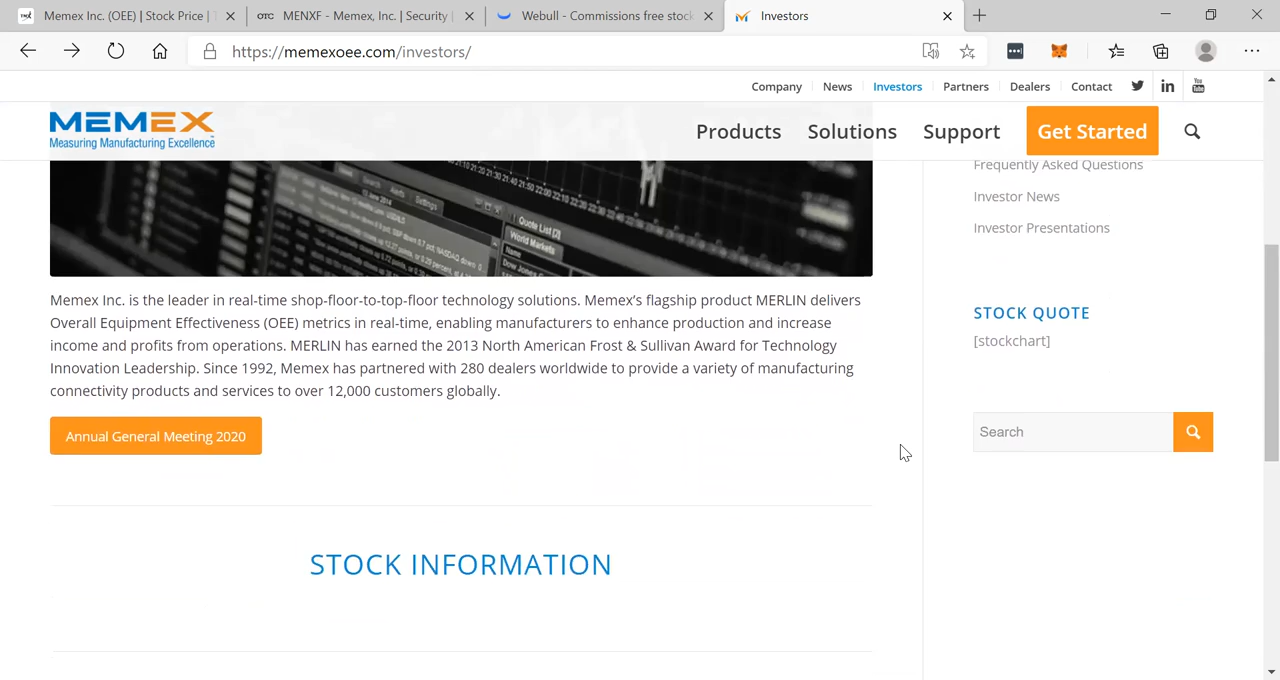 Memex Inc. (OEE) | Stock Price |
OTC MENXF - Memex, Inc. | Security |
Webull - Commissions free stock
Investors
https://memexoee.com/investors/
Company News Investors Partners Dealers Contact
MEMEX
Measuring Manufacturing Excellence
Products Solutions Support Get Started
Quote List
World Markets
Name
Frequently Asked Questions
Investor News
Investor Presentations
Memex Inc. is the leader in real-time shop-floor-to-top-floor technology solutions. Memex's flagship product MERLIN delivers
Overall Equipment Effectiveness (OEE) metrics in real-time, enabling manufacturers to enhance production and increase
income and profits from operations. MERLIN has earned the 2013 North American Frost & Sullivan Award for Technology
Innovation Leadership. Since 1992, Memex has partnered with 280 dealers worldwide to provide a variety of manufacturing
connectivity products and services to over 12,000 customers globally.
Annual General Meeting 2020
STOCK QUOTE
[stockchart]
Search
STOCK INFORMATION